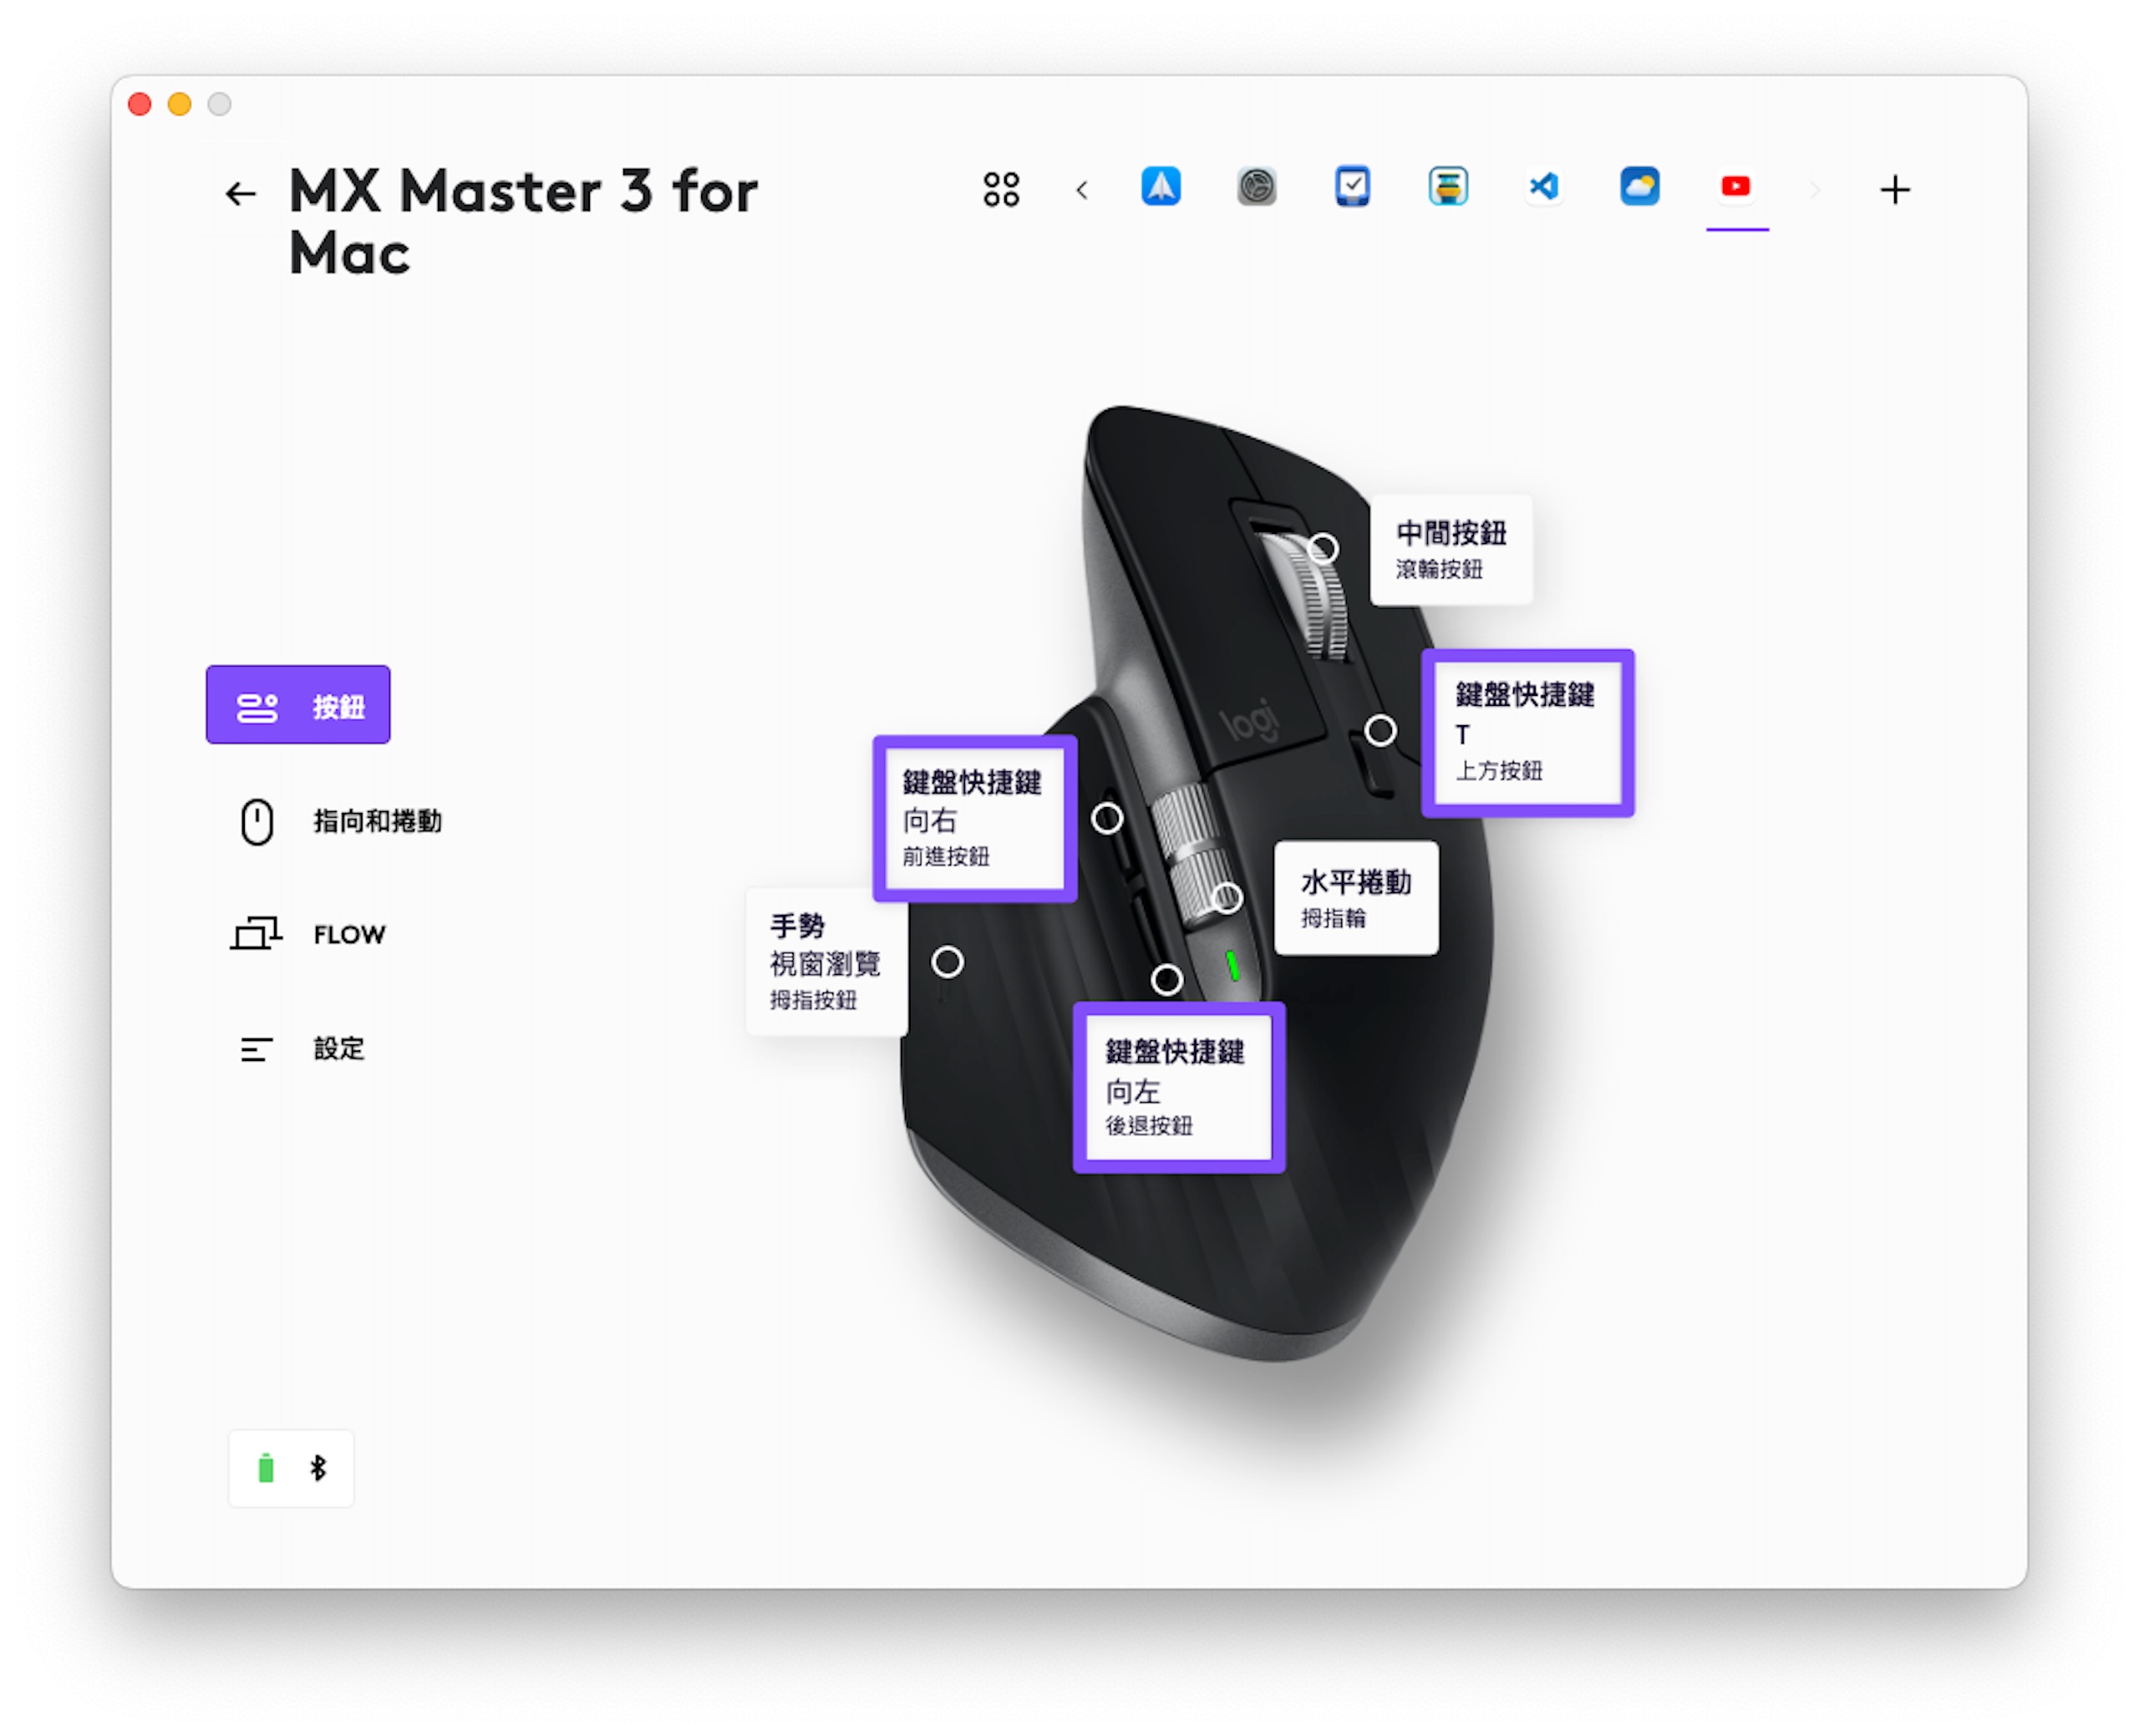 MX Master 3 for
Mac
按鈕
指向和捲動
FLOW
設定
中間按鈕
滾輪按鈕
鍵盤快捷鍵
T
上方按鈕
鍵盤快捷鍵
向右
前進按鈕
水平捲動
拇指輪
手勢
視窗瀏覽
拇指按鈕
鍵盤快捷鍵
向左
後退按鈕
logi